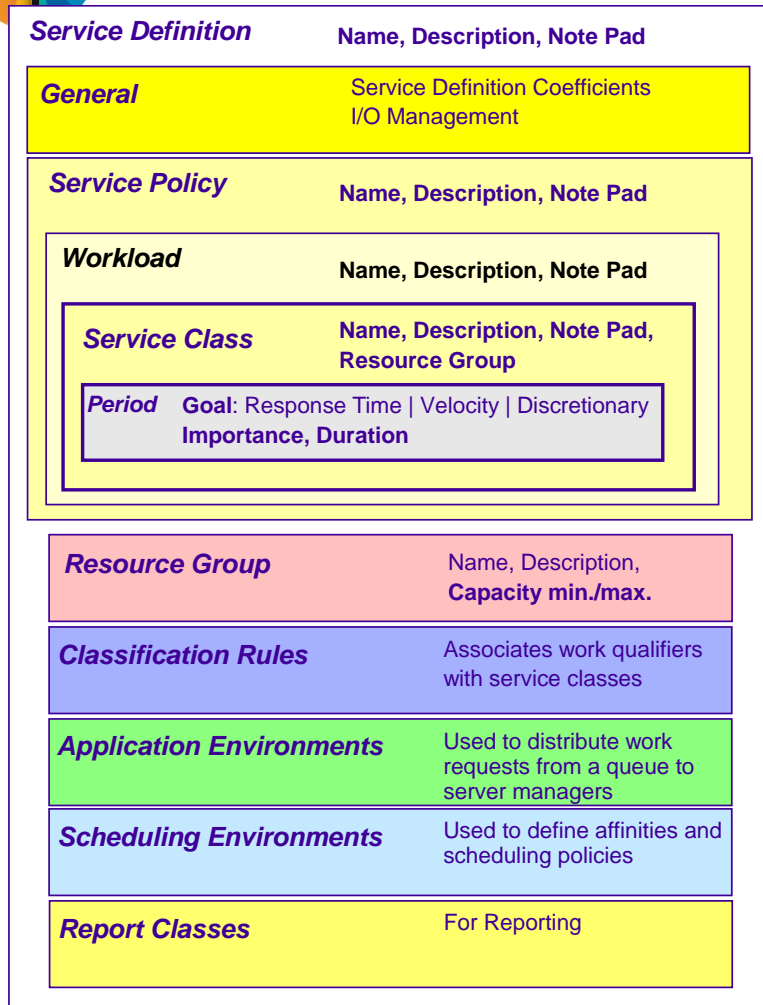 Service Definition Name, Description, Note Pad
General Service Definition Coefficients
I/O Management
Service Policy Name, Description, Note Pad
Workload Name, Description, Note Pad
Service Class Name, Description, Note Pad,
Resource Group
Period Goal: Response Time | Velocity | Discretionary
Importance, Duration
Resource Group Name, Description,
Capacity min./max.
Classification Rules Associates work qualifiers
with service classes
Application Environments Used to distribute work
requests from a queue to
server managers
Scheduling Environments Used to define affinities and
scheduling policies
Report Classes For Reporting